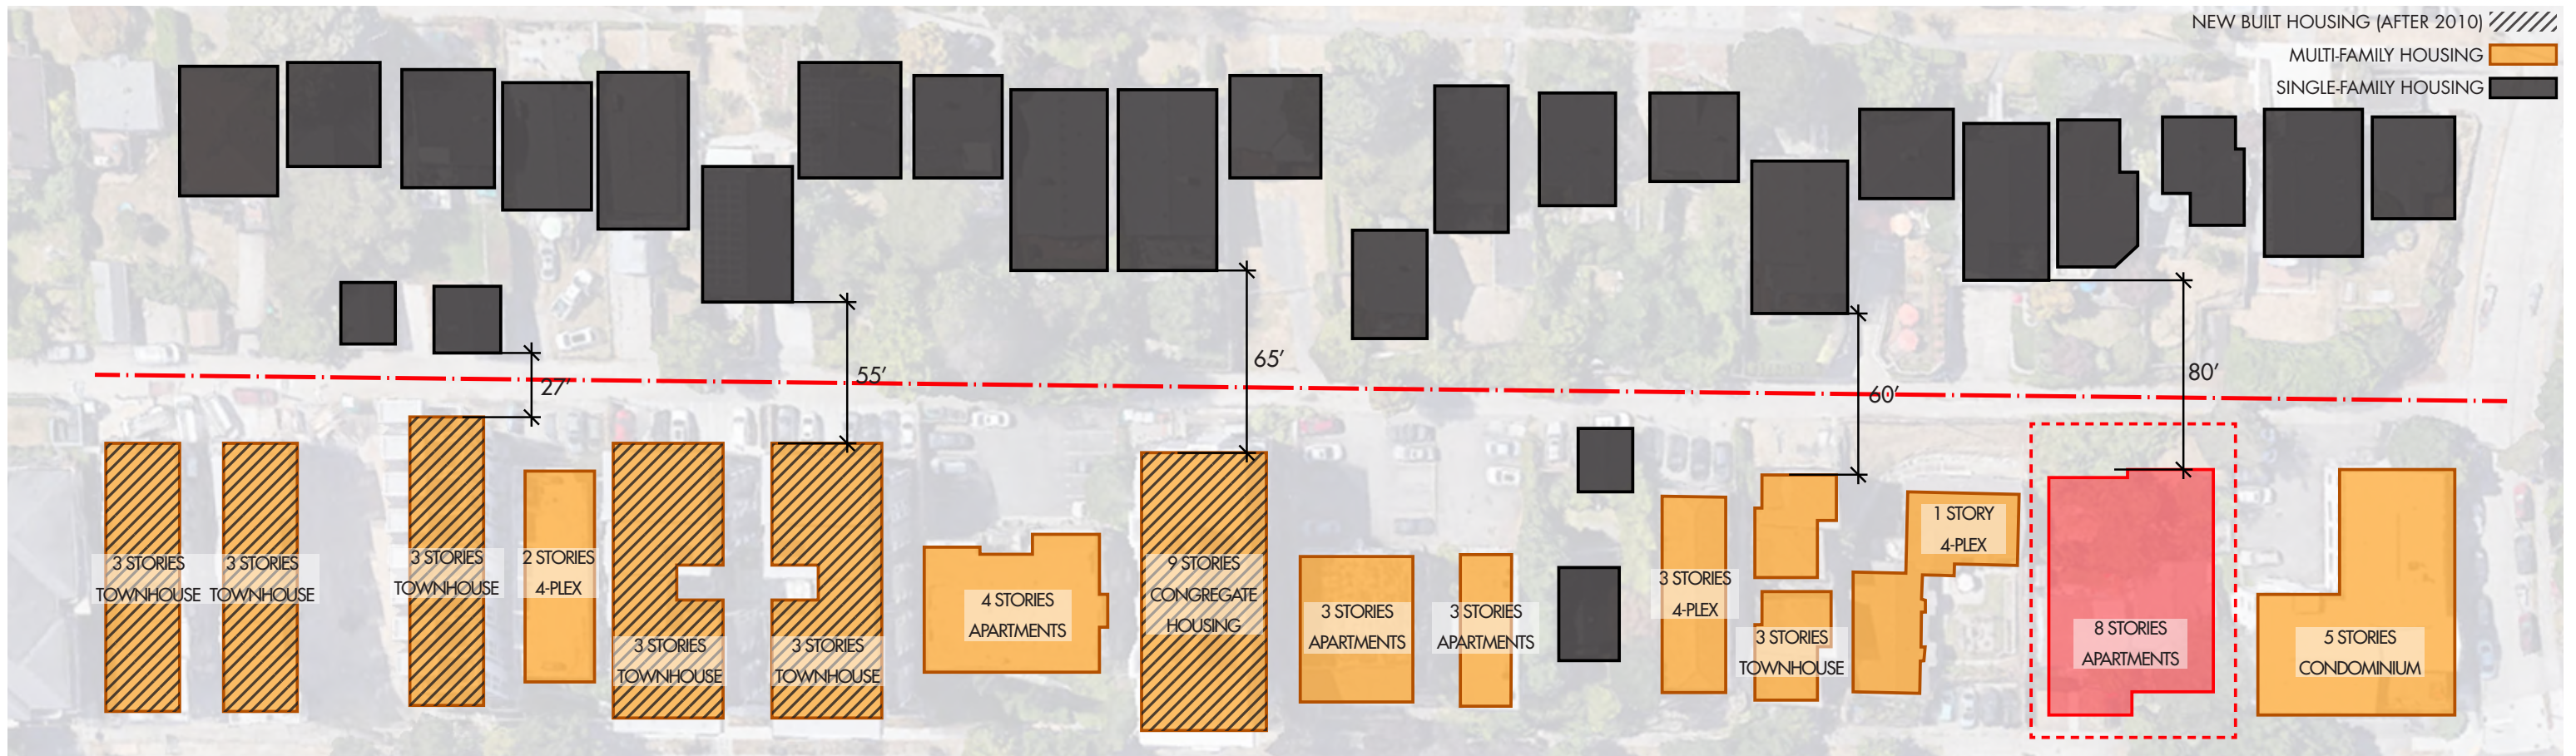 NEW BUILT HOUSING (AFTER 2010)
MULTI-FAMILY HOUSING
SINGLE-FAMILY HOUSING
27'
55'
65'
60'
80'
3 STORIES
TOWNHOUSE
3 STORIES
TOWNHOUSE
3 STORIES
TOWNHOUSE
2 STORIES
4-PLEX
3 STORIES
TOWNHOUSE
3 STORIES
TOWNHOUSE
4 STORIES
APARTMENTS
9 STORIES
CONGREGATE
HOUSING
3 STORIES
APARTMENTS
3 STORIES
APARTMENTS
3 STORIES
4-PLEX
3 STORIES
TOWNHOUSE
1 STORY
4-PLEX
8 STORIES
APARTMENTS
5 STORIES
CONDOMINIUM